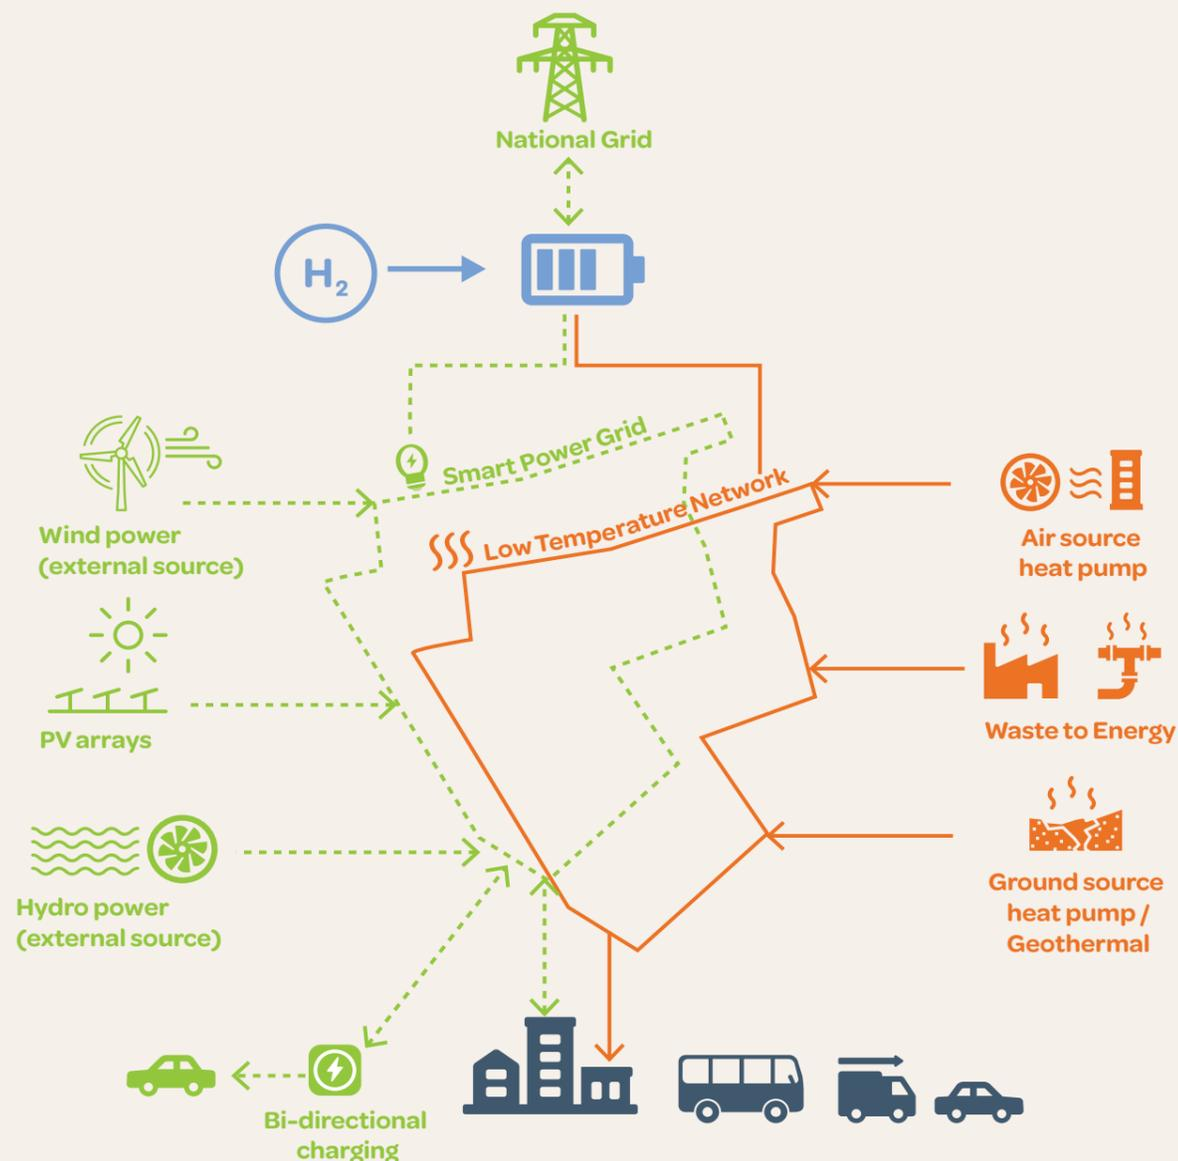 National Grid
H2
Smart Power Grid
Low Temperature Network
Wind power
(external source)
PV arrays
Hydro power
(external source)
Air source
heat pump
Waste to Energy
Ground source
heat pump /
Geothermal
Bi-directional
charging